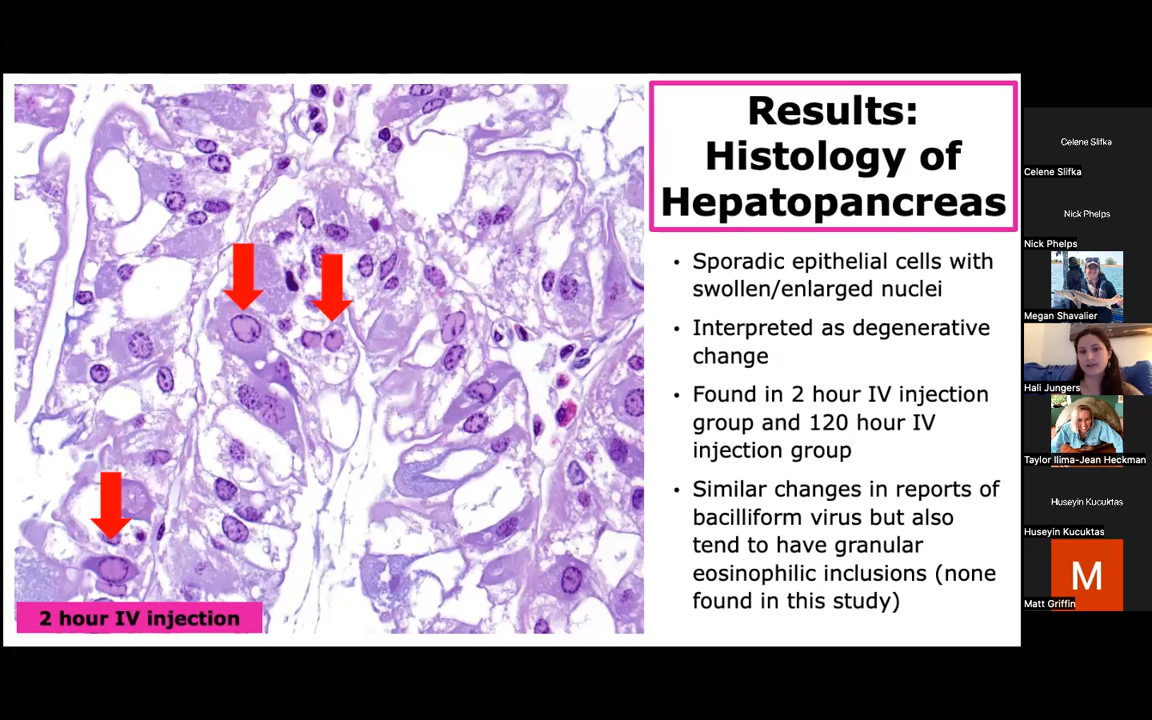 Results:
Histology of
Hepatopancreas
• Sporadic epithelial cells with
swollen/enlarged nuclei
• Interpreted as degenerative
change
• Found in 2 hour IV injection
group and 120 hour IV
injection group
• Similar changes in reports of
bacilliform virus but also
tend to have granular
eosinophilic inclusions (none
found in this study)
2 hour IV injection
Celene Slifka
Celene Slifka
Nick Phelps
Nick Phelps
Megan Shavalier
Hali Jungers
Taylor Ilima-Jean Heckman
Huseyin Kucuktas
Huseyin Kucuktas
M
Matt Griffin